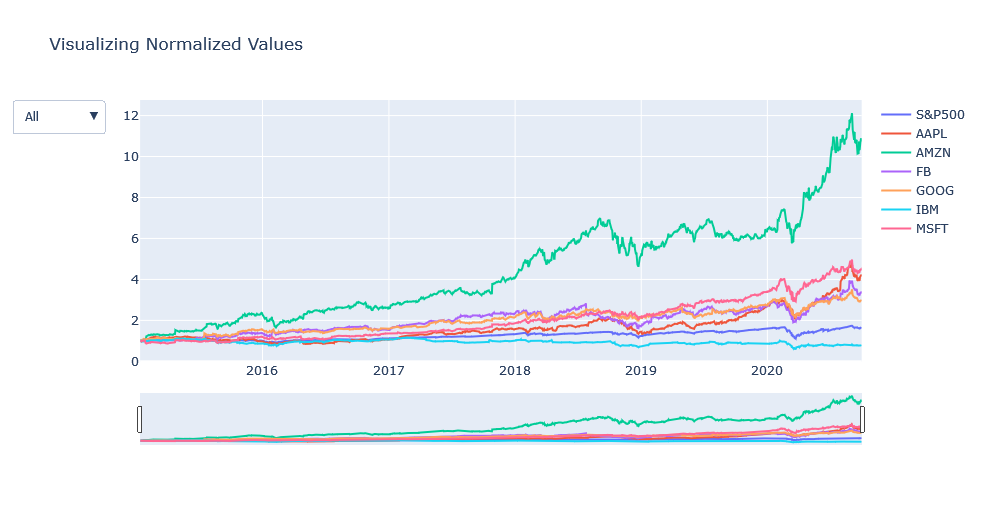 Visualizing Normalized Values
All ▼
12
10
8
6
4
2
0
2016 2017 2018 2019 2020
S&P500
AAPL
AMZN
FB
GOOG
IBM
MSFT